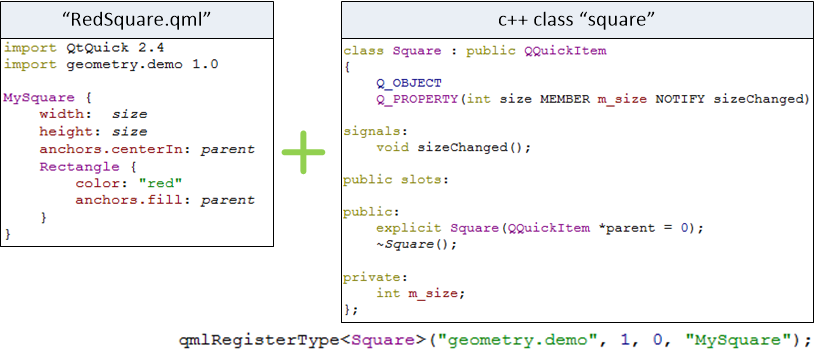 “RedSquare.qml”
import QtQuick 2.4
import geometry.demo 1.0
MySquare {
width:  size
height: size
anchors.centerIn: parent
Rectangle {
color: "red"
anchors.fill: parent
}
}
c++ class “square”
class Square : public QQuickItem
{
Q_OBJECT
Q_PROPERTY(int size MEMBER m_size NOTIFY sizeChanged)
signals:
void sizeChanged();
public slots:
public:
explicit Square(QQuickItem *parent = 0);
~Square();
private:
int m_size;
};
qmlRegisterType<Square>("geometry.demo", 1, 0, "MySquare");